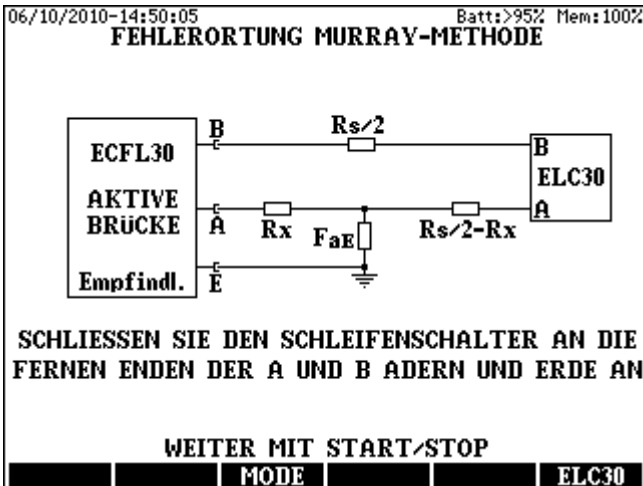 06/10/2010-14:50:05 Batt:>95% Mem:100%
FEHLERORTUNG MURRAY-METHODE
B Rs/2
ECFL30 B
ELC30
AKTIVE
BRüCKE A Rx FaE Rs/2-Rx A
Empfindl. E
SCHLIESSEN SIE DEN SCHLEIFENSCHALTER AN DIE
FERNEN ENDEN DER A UND B ADERN UND ERDE AN
WEITER MIT START/STOP
MODE ELC30